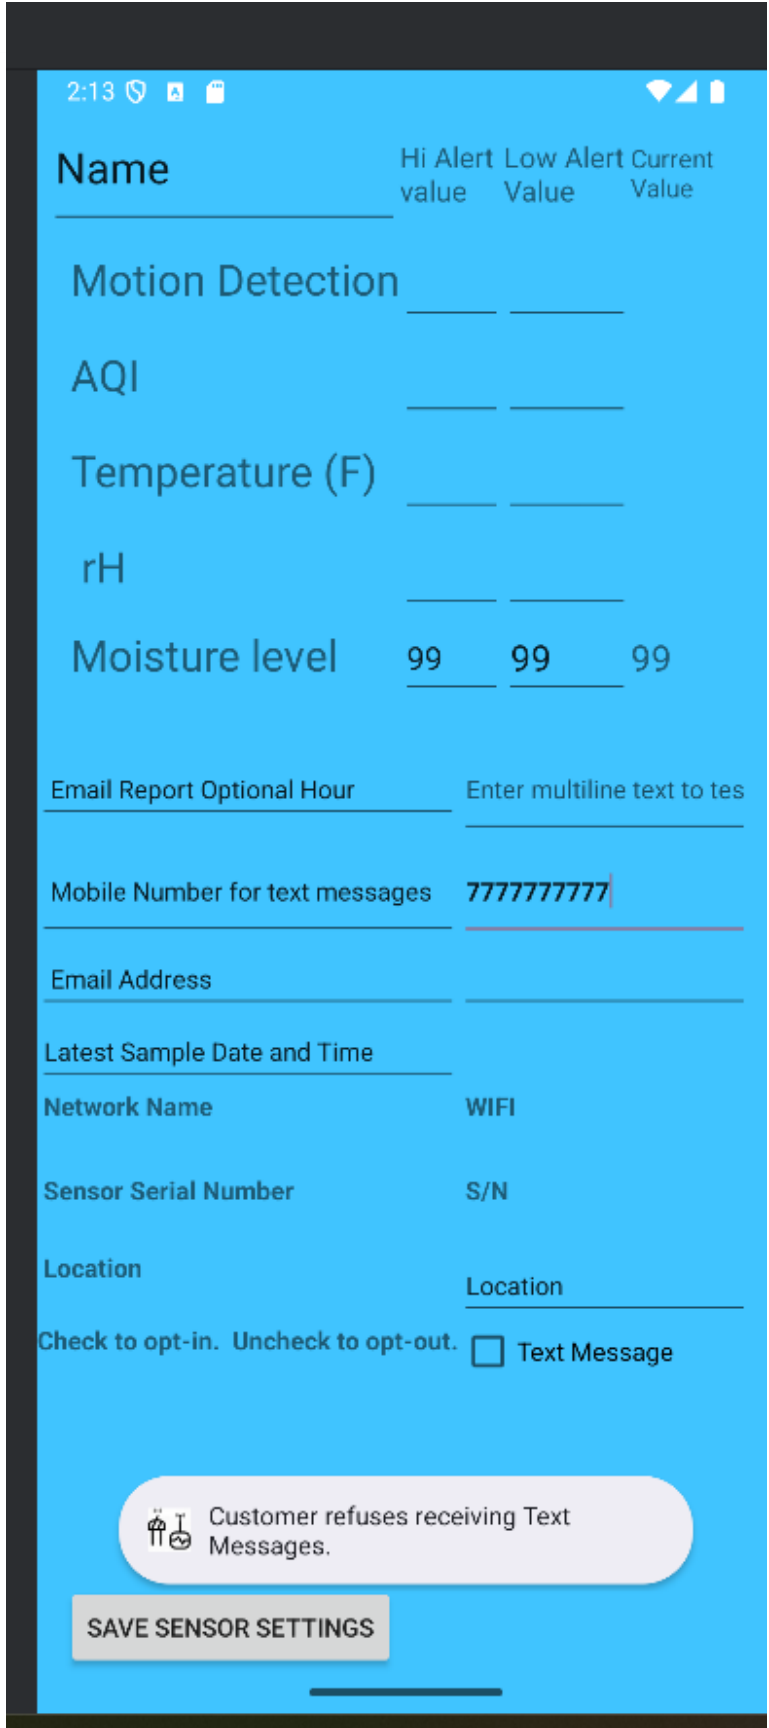 2:13
Name
Hi Alert value
Low Alert Value
Current Value
Motion Detection
AQI
Temperature (F)
rH
Moisture level 99 99 99
Email Report Optional Hour Enter multiline text to tes
Mobile Number for text messages 7777777777
Email Address
Latest Sample Date and Time
Network Name WIFI
Sensor Serial Number S/N
Location Location
Check to opt-in. Uncheck to opt-out. Text Message
Customer refuses receiving Text
Messages.
SAVE SENSOR SETTINGS